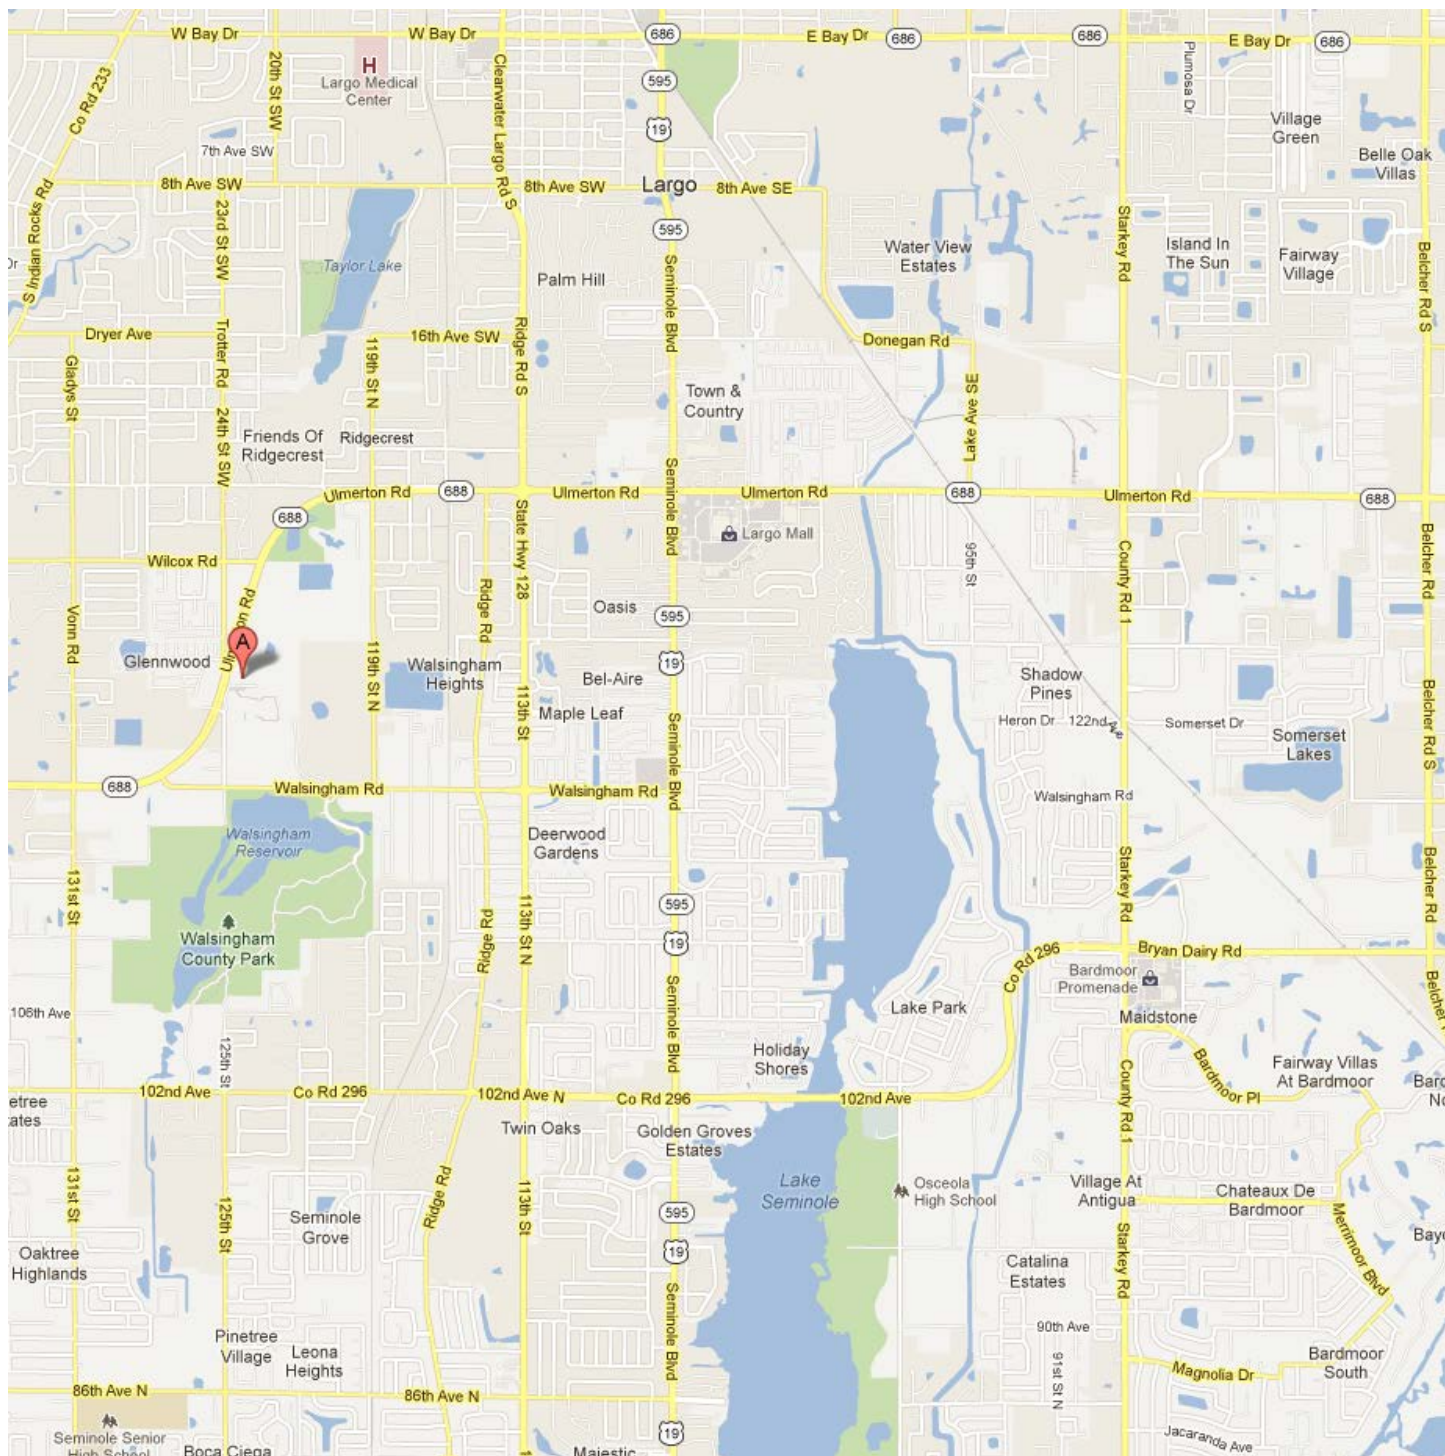 W Bay Dr
W Bay Dr
686
E Bay Dr
686
686
E Bay Dr
686
Co Rd 233
20th St SW
H
Largo Medical
Center
Clearwater Largo Rd S
595
19
Plumosa Dr
Village
Green
Belle Oak
Villas
7th Ave SW
8th Ave SW
8th Ave SW
Largo
8th Ave SE
S Indian Rocks Rd
23rd St SW
595
Starkey Rd
Taylor Lake
Palm Hill
Seminole Blvd
Water View
Estates
Island In
The Sun
Fairway
Village
Belcher Rd S
Dryer Ave
Trotter Rd
119th St N
16th Ave SW
Ridge Rd S
Donegan Rd
Gladys St
24th St SW
Town &
Country
Lake Ave SE
Friends Of
Ridgecrest
Ridgecrest
Ulmerton Rd
688
Ulmerton Rd
Seminole Blvd
Ulmerton Rd
688
Ulmerton Rd
688
688
State Hwy 128
Largo Mall
Wilcox Rd
95th St
County Rd 1
Belcher Rd
Vonn Rd
Ridge Rd
Oasis
595
A
Glennwood
119th St N
Walsingham
Heights
19
Bel-Aire
Maple Leaf
113th St
Seminole Blvd
Shadow
Pines
Heron Dr
122nd Ave
Somerset Dr
Somerset
Lakes
Belcher Rd S
688
Walsingham Rd
Walsingham Rd
Walsingham Rd
Walsingham
Reservoir
Deerwood
Gardens
Starkey Rd
Belcher Rd
131st St
595
Walsingham
County Park
Ridge Rd
113th St N
19
Co Rd 296
Bryan Dairy Rd
Bardmoor
Promenade
106th Ave
Seminole Blvd
Lake Park
Maidstone
125th St
Holiday
Shores
County Rd 1
Bardmoor Pl
Fairway Villas
At Bardmoor
102nd Ave
Co Rd 296
102nd Ave N
Co Rd 296
102nd Ave
Twin Oaks
Golden Groves
Estates
131st St
125th St
Ridge Rd
113th St
Lake
Seminole
Osceola
High School
Village At
Antigua
Chateaux De
Bardmoor
Seminole
Grove
595
Oaktree
Highlands
19
Starkey Rd
Merrimoor Blvd
Catalina
Estates
Seminole Blvd
Pinetree
Village
Leona
Heights
90th Ave
91st St N
Bardmoor
South
Magnolia Dr
86th Ave N
86th Ave N
Seminole Senior
High School
Boca Ciega
19
Majestic
Jacaranda Ave